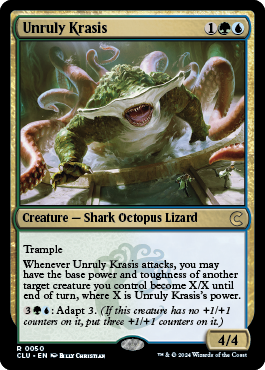 Unruly Krasis 1
Creature — Shark Octopus Lizard
Trample
Whenever Unruly Krasis attacks, you may
have the base power and toughness of another
target creature you control become X/X until
end of turn, where X is Unruly Krasis's power.
3: Adapt 3. (If this creature has no +1/+1
counters on it, put three +1/+1 counters on it.)
4/4
R 0050
CLU • EN Billy Christian
™ & © 2024 Wizards of the Coast